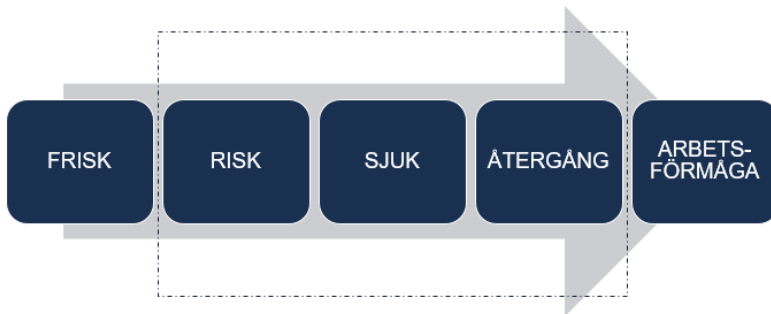 FRISK
RISK
SJUK
ÅTERGÅNG
ARBETS-
FÖRMÅGA